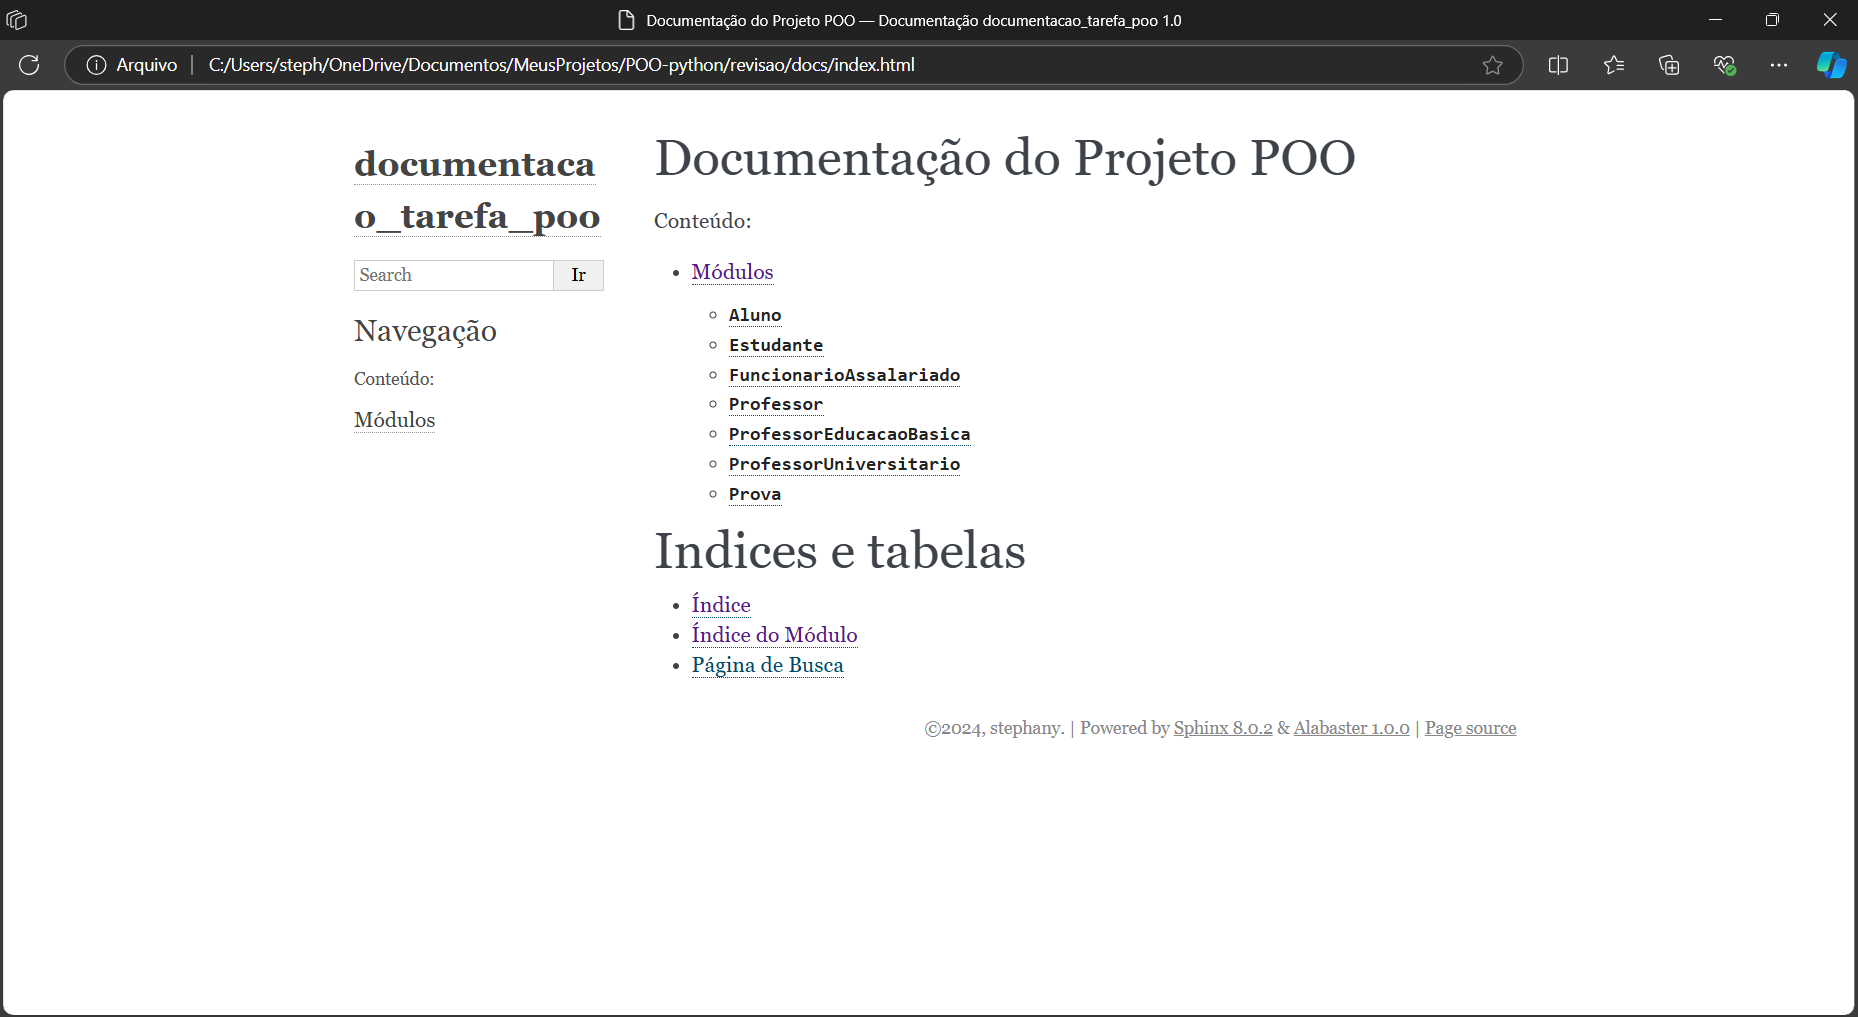 Documentação do Projeto POO — Documentação documentacao_tarefa_poo 1.0
Arquivo
C:/Users/steph/OneDrive/Documentos/MeusProjetos/POO-python/revisao/docs/index.html
documentaca
o_tarefa_poo
Search
Ir
Navegação
Conteúdo:
Módulos
Documentação do Projeto POO
Conteúdo:
Módulos
Aluno
Estudante
FuncionarioAssalariado
Professor
ProfessorEducacaoBasica
ProfessorUniversitario
Prova
Indices e tabelas
Índice
Índice do Módulo
Página de Busca
©2024, stephany. | Powered by Sphinx 8.0.2 & Alabaster 1.0.0 | Page source